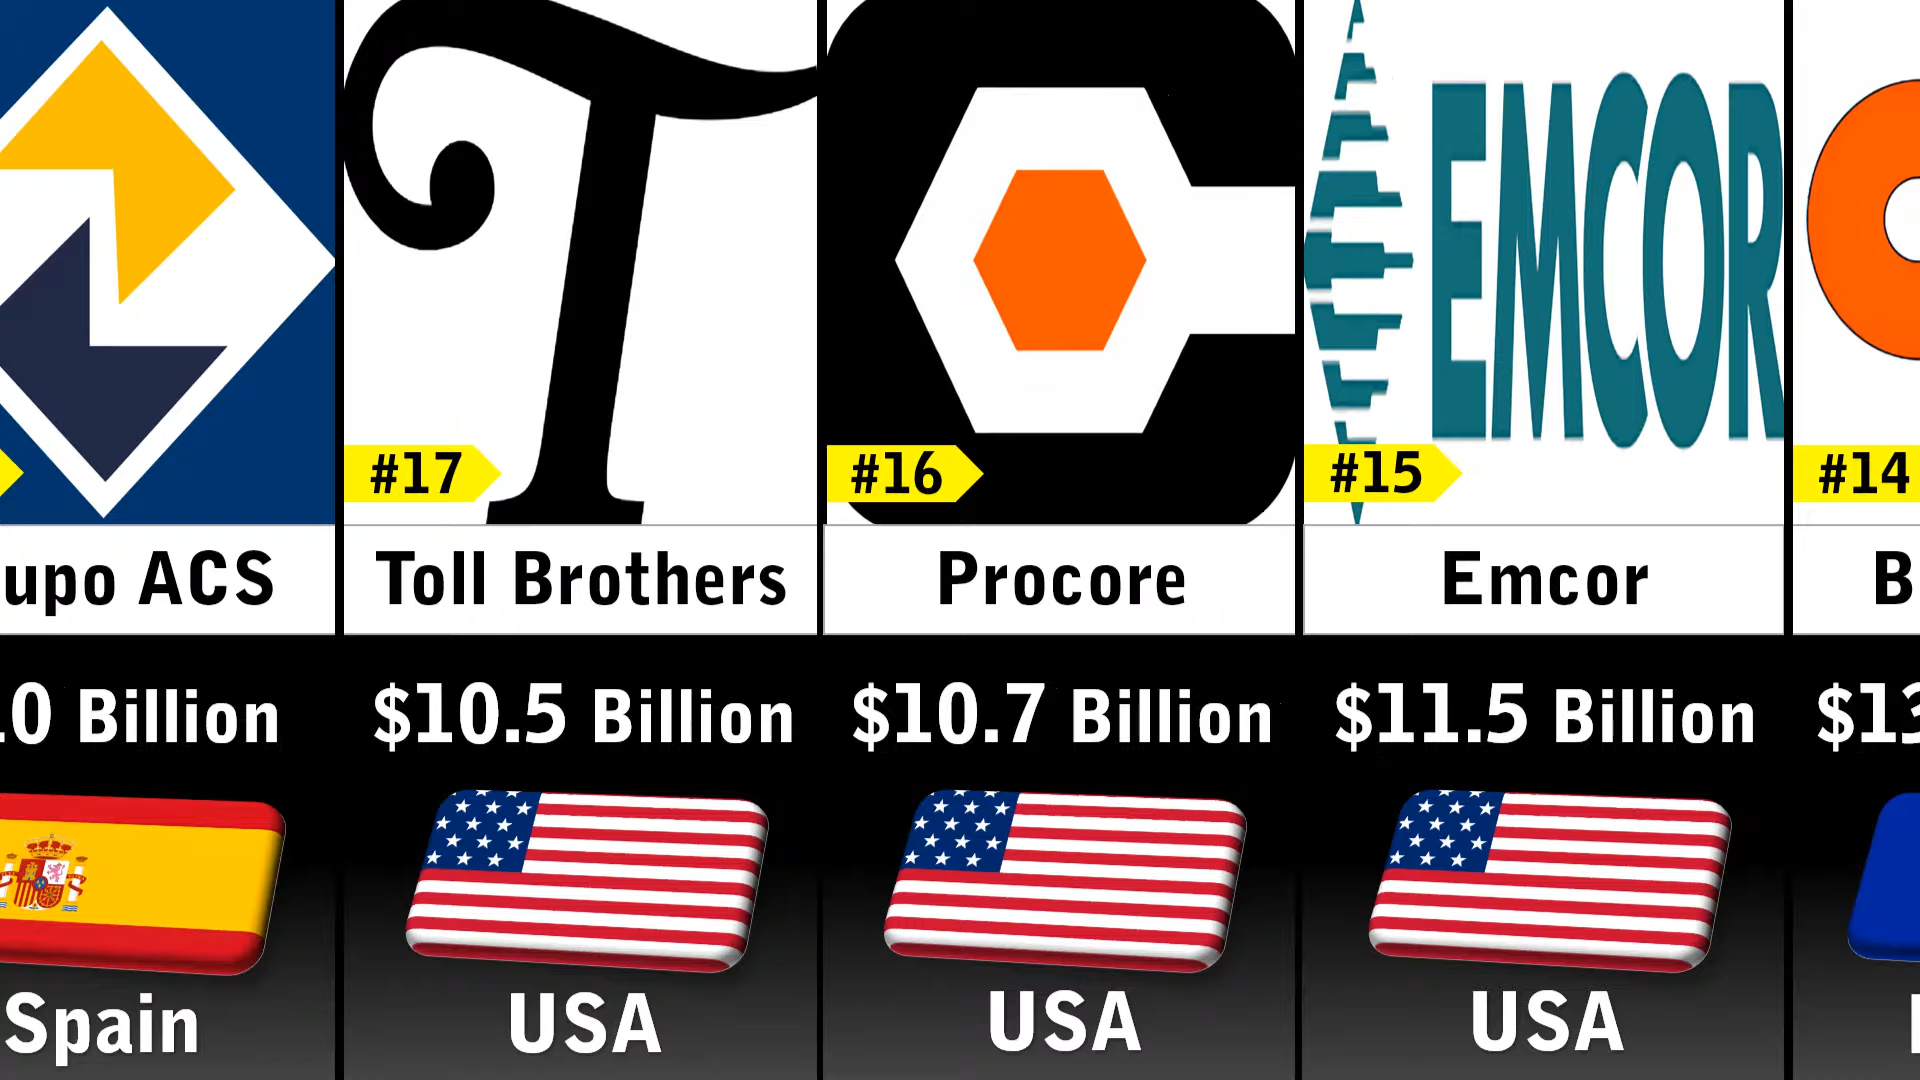 EMCOR
#17
#16
#15
#14
upo ACS
Toll Brothers
Procore
Emcor
B
0 Billion
$10.5 Billion
$10.7 Billion
$11.5 Billion
$13
Spain
USA
USA
USA